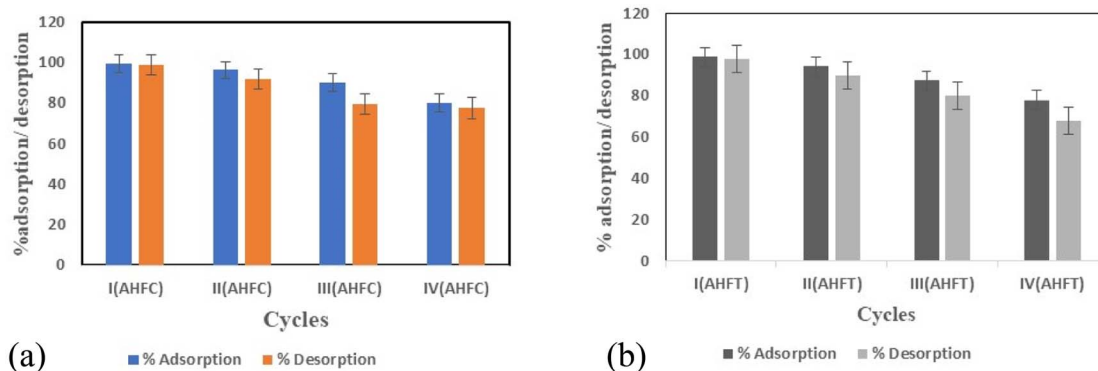 %adsorption/ desorption
120
100
80
60
40
20
0
I(AHFC) II(AHFC) III(AHFC) IV(AHFC)
Cycles
% Adsorption % Desorption
(a)
% adsorption/ desorption
120
100
80
60
40
20
0
I(AHFT) II(AHFT) III(AHFT) IV(AHFT)
Cycles
% Adsorption % Desorption
(b)